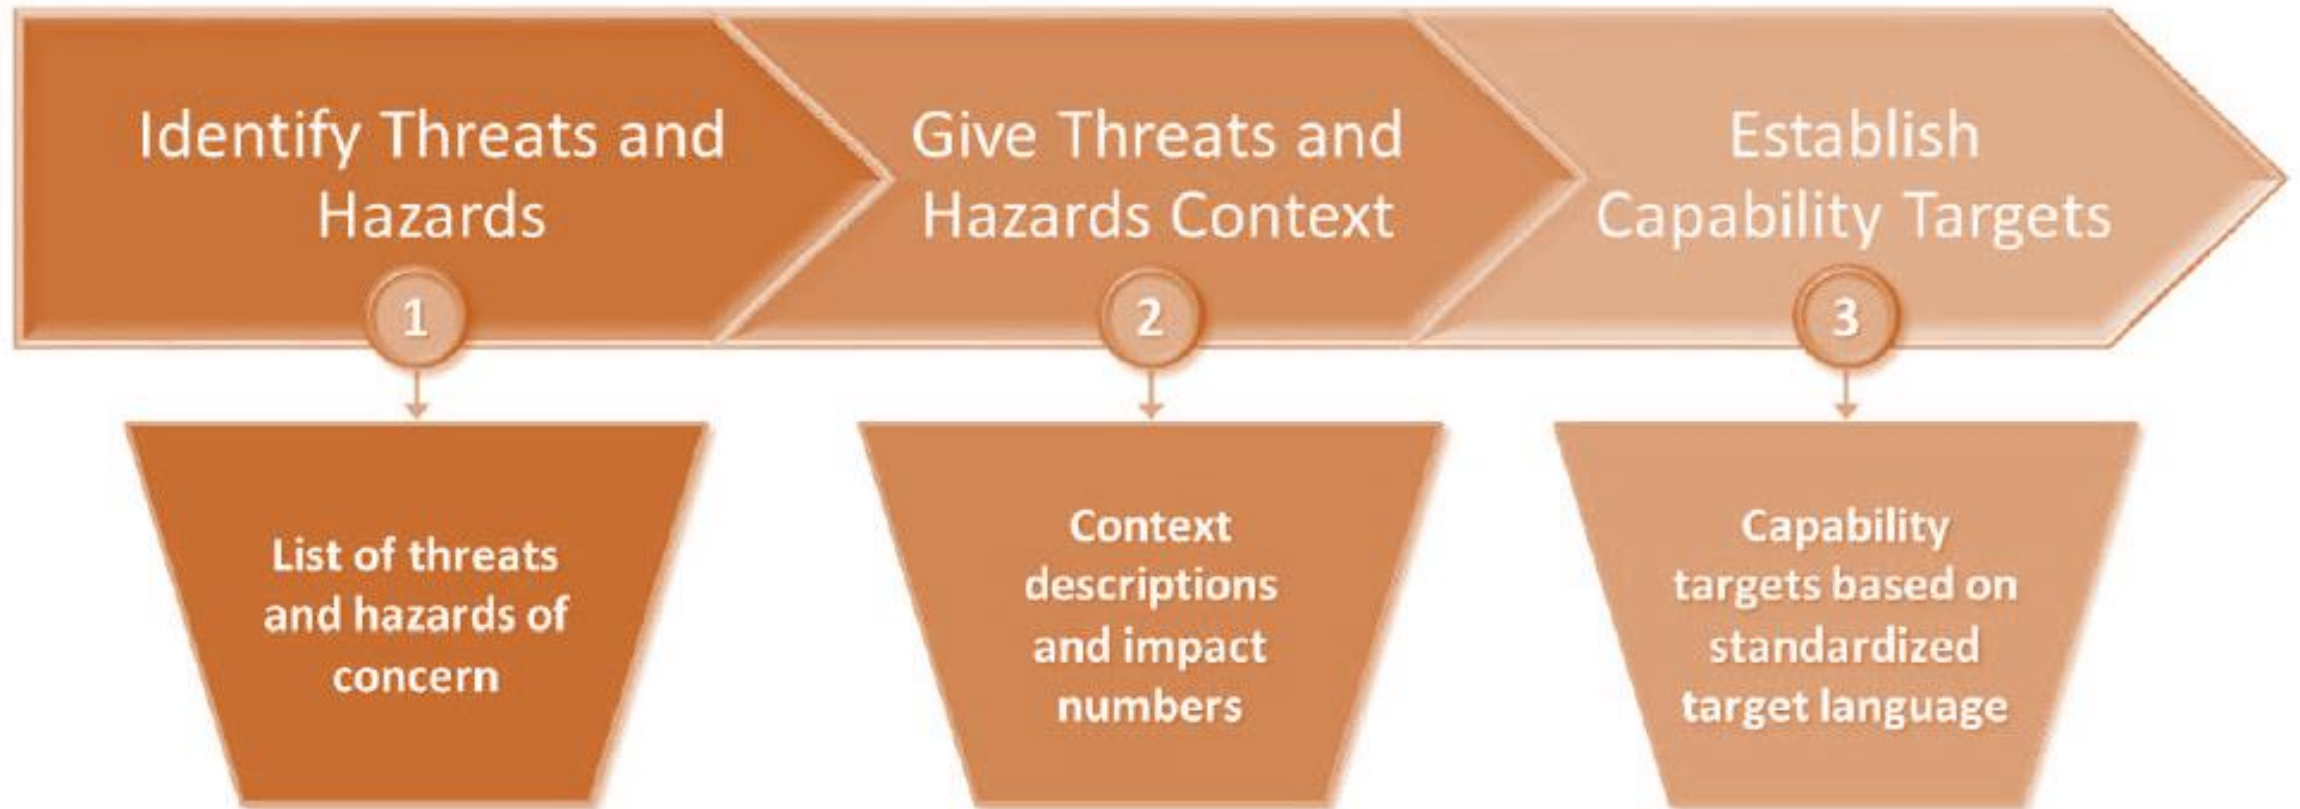 Identify Threats and
Hazards
1
Give Threats and
Hazards Context
2
Establish
Capability Targets
3
List of threats
and hazards of
concern
Context
descriptions
and impact
numbers
Capability
targets based on
standardized
target language